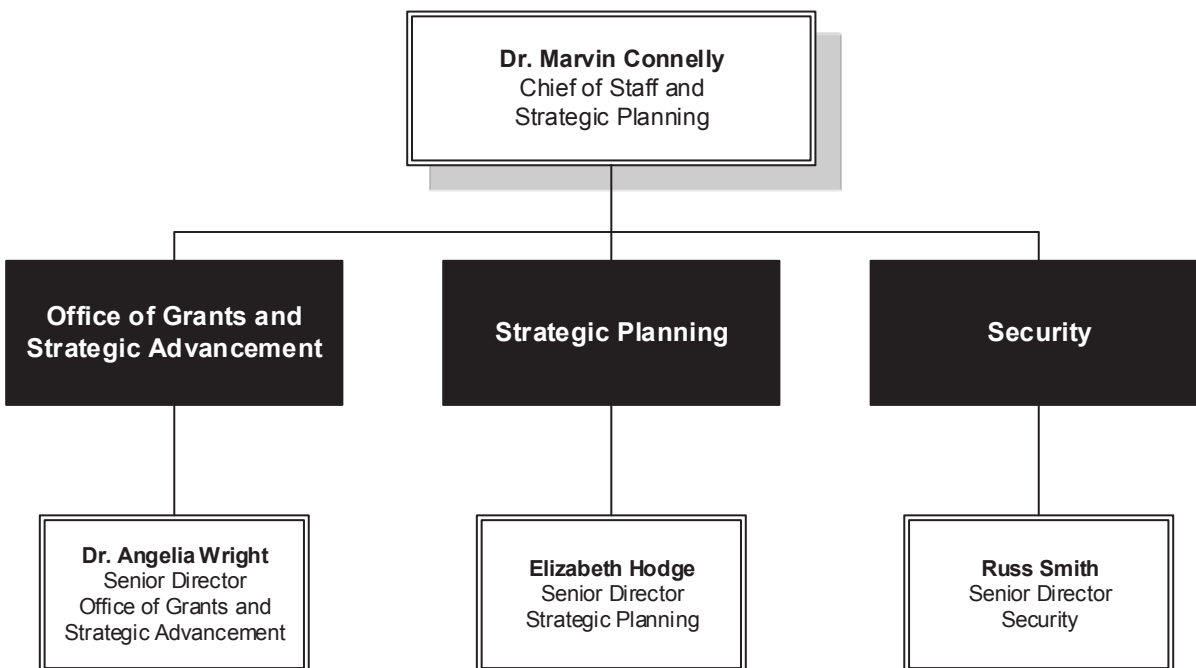 Dr. Marvin Connelly
Chief of Staff and
Strategic Planning
Office of Grants and
Strategic Advancement
Strategic Planning
Security
Dr. Angelia Wright
Senior Director
Office of Grants and
Strategic Advancement
Elizabeth Hodge
Senior Director
Strategic Planning
Russ Smith
Senior Director
Security